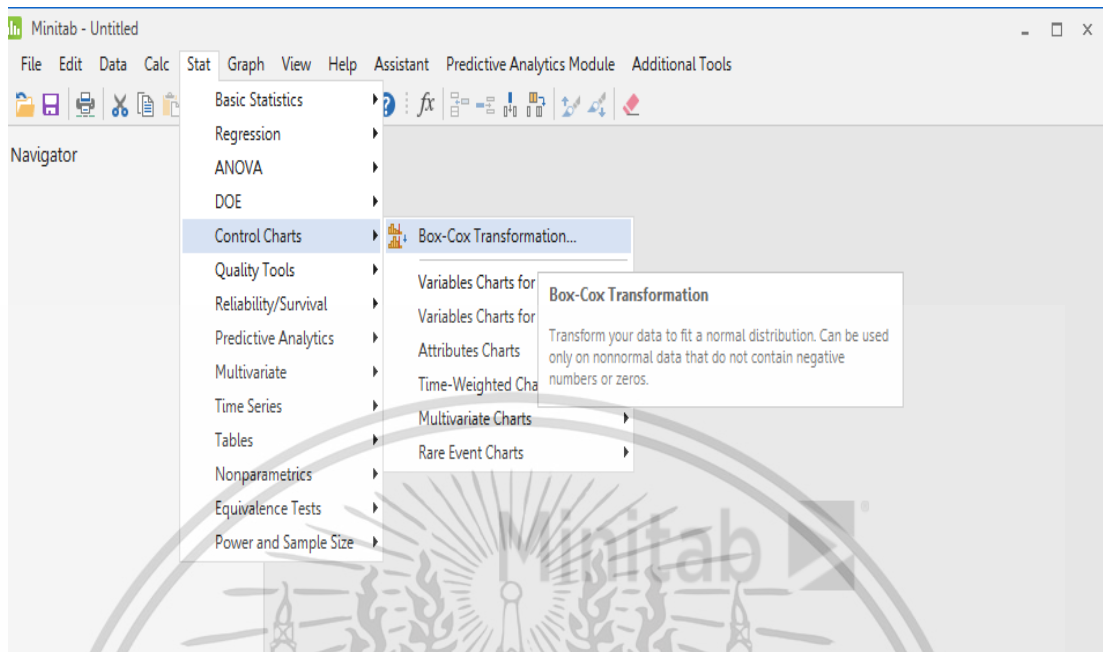 Minitab - Untitled
File Edit Data Calc Stat Graph View Help Assistant Predictive Analytics Module Additional Tools
Navigator
Basic Statistics
Regression
ANOVA
DOE
Control Charts
Quality Tools
Reliability/Survival
Predictive Analytics
Multivariate
Time Series
Tables
Nonparametrics
Equivalence Tests
Power and Sample Size
Box-Cox Transformation...
Variables Charts for
Variables Charts for
Attributes Charts
Time-Weighted Cha
Multivariate Charts
Rare Event Charts
Box-Cox Transformation
Transform your data to fit a normal distribution. Can be used
only on nonnormal data that do not contain negative
numbers or zeros.
fx
Minitab